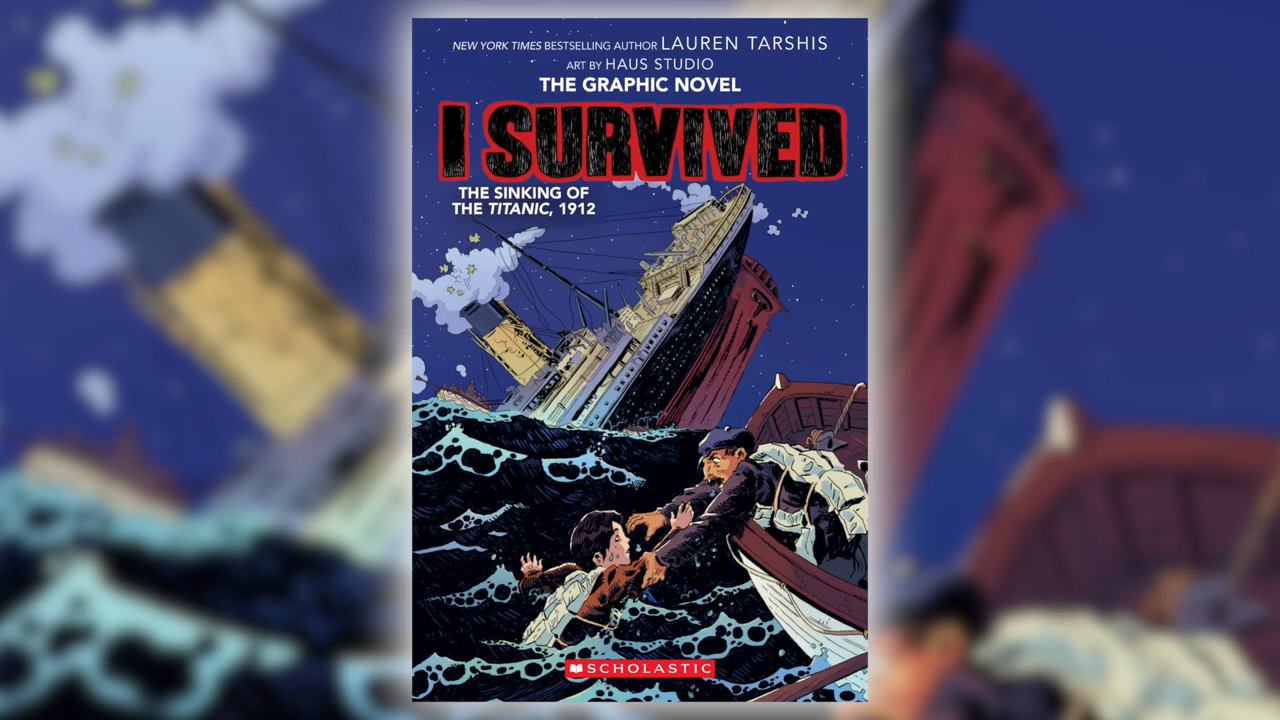 NEW YORK TIMES BESTSELLING AUTHOR LAUREN TARSHIS
ART BY HAUS STUDIO
THE GRAPHIC NOVEL
I SURVIVED
THE SINKING OF
THE TITANIC, 1912
SCHOLASTIC